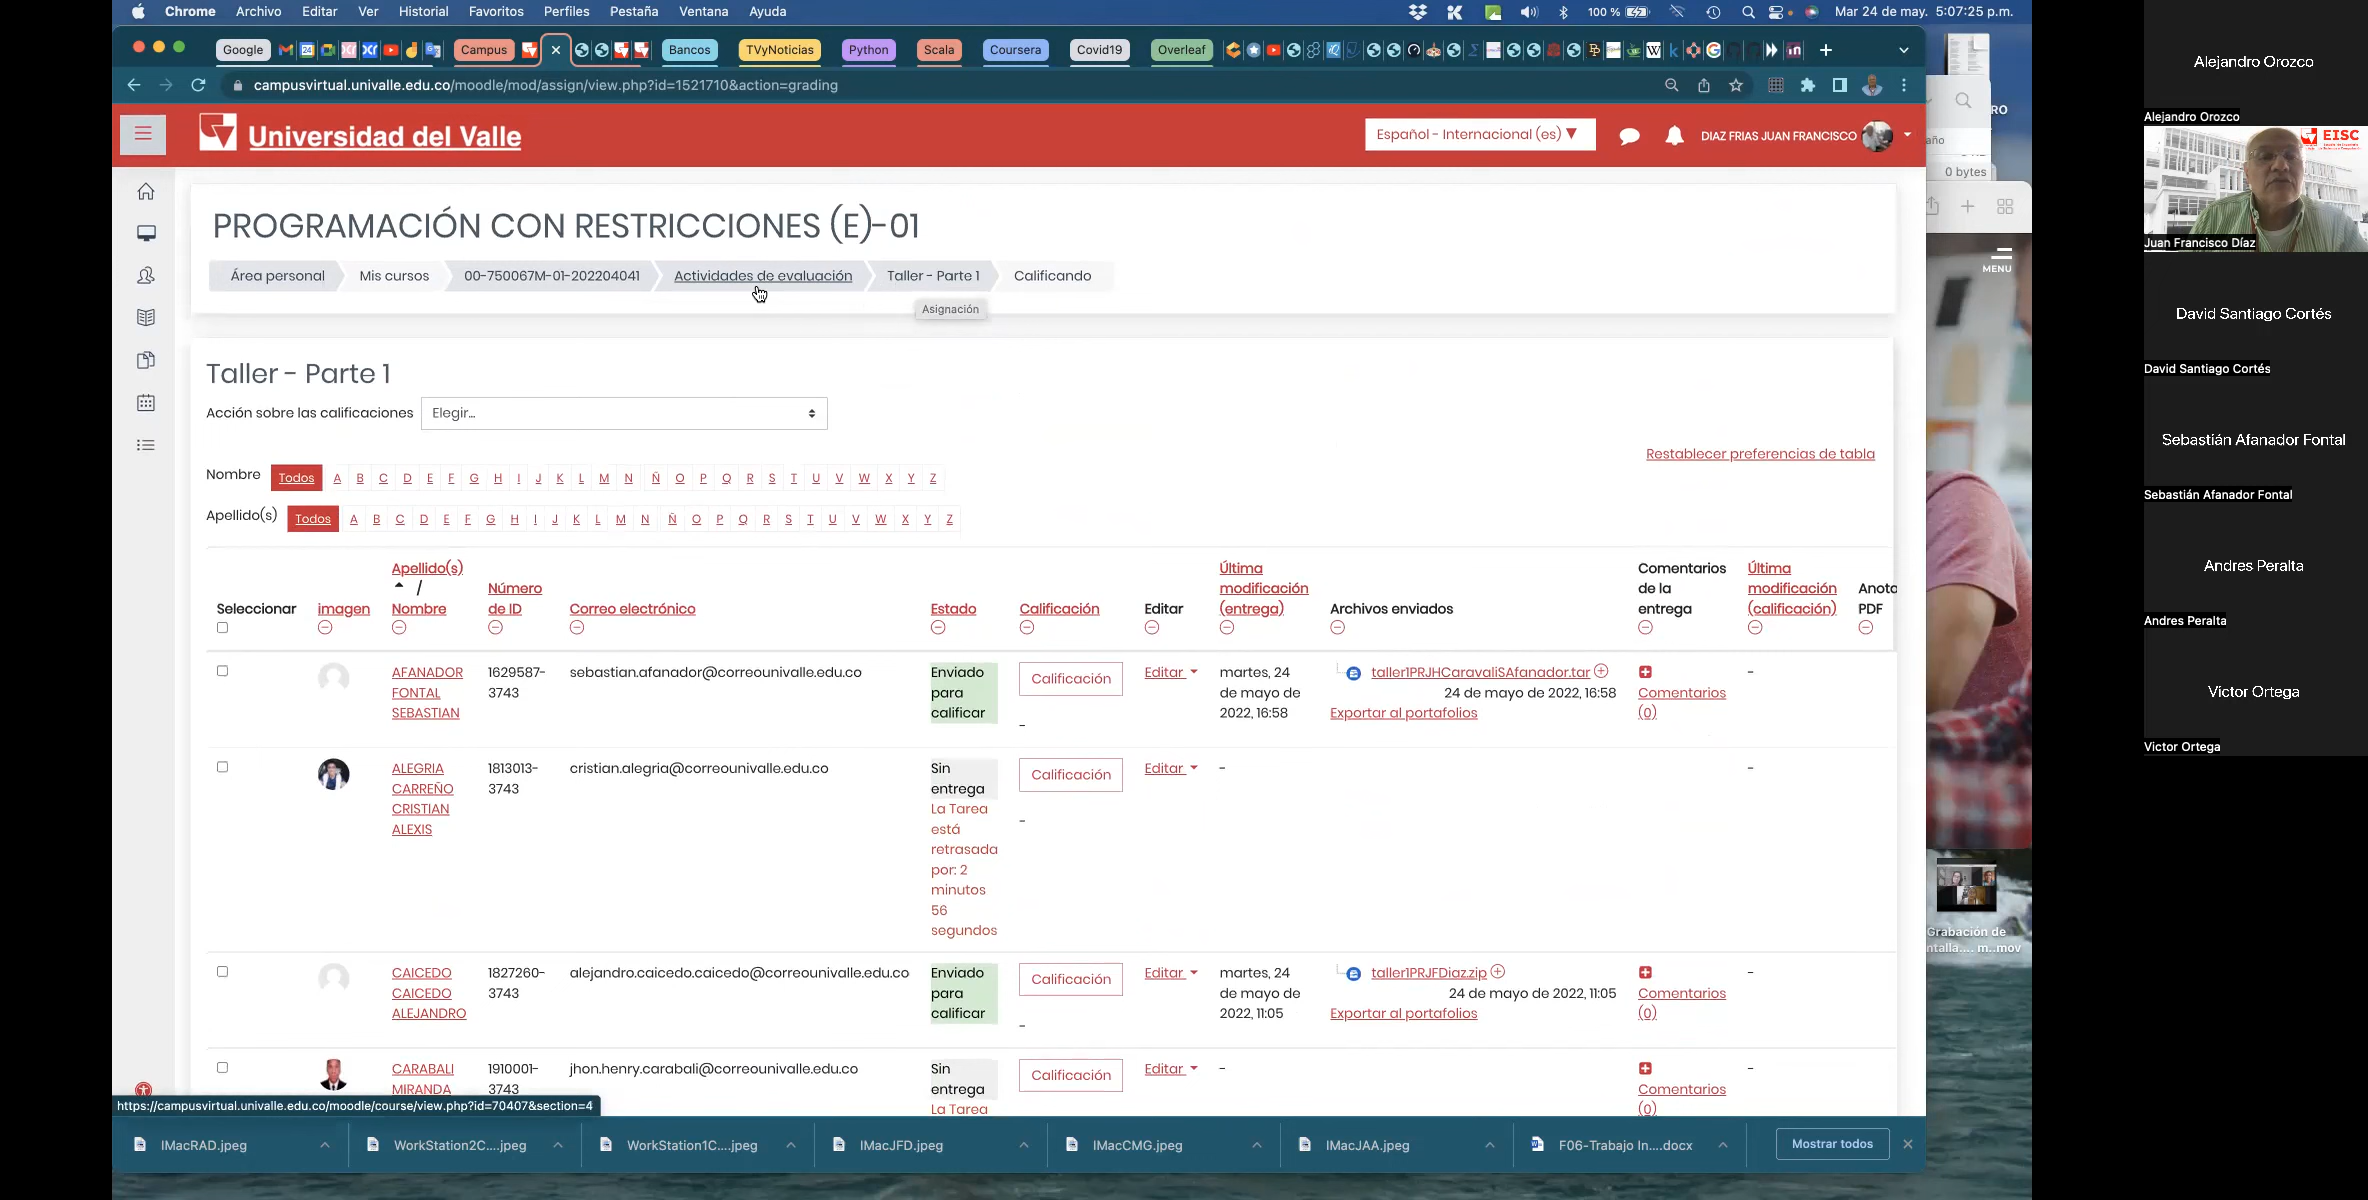 Chrome Archivo Editar Ver Historial Favoritos Perfiles Pestaña Ventana Ayuda
100 % Mar 24 de may. 5:07:25 p.m.
Google Campus Bancos TVyNoticias Python Scala Coursera Covid19 Overleaf
campusvirtual.univalle.edu.co/moodle/mod/assign/view.php?id=1521710&action=grading
Universidad del Valle
Español - Internacional (es) ▼
DIAZ FRIAS JUAN FRANCISCO
PROGRAMACIÓN CON RESTRICCIONES (E)-01
Área personal Mis cursos 00-750067M-01-202204041 Actividades de evaluación Taller - Parte 1 Calificando
Asignación
Taller - Parte 1
Acción sobre las calificaciones Elegir...
Restablecer preferencias de tabla
Nombre Todos A B C D E F G H I J K L M N Ñ O P Q R S T U V W X Y Z
Apellido(s) Todos A B C D E F G H I J K L M N Ñ O P Q R S T U V W X Y Z
Seleccionar
imagen
Apellido(s)
/
Nombre
Número
de ID
Correo electrónico
Estado
Calificación
Editar
Última
modificación
(entrega)
Archivos enviados
Comentarios
de la
entrega
Última
modificación
(calificación)
Anota
PDF
AFANADOR
FONTAL
SEBASTIAN
1629587-
3743
sebastian.afanador@correounivalle.edu.co
Enviado
para
calificar
Calificación
-
Editar
martes, 24
de mayo de
2022, 16:58
taller1PRJHCaravaliSAfanador.tar
24 de mayo de 2022, 16:58
Exportar al portafolios
Comentarios
(0)
-
ALEGRIA
CARREÑO
CRISTIAN
ALEXIS
1813013-
3743
cristian.alegria@correounivalle.edu.co
Sin
entrega
La Tarea
está
retrasada
por: 2
minutos
56
segundos
Calificación
-
Editar
-
-
CAICEDO
CAICEDO
ALEJANDRO
1827260-
3743
alejandro.caicedo.caicedo@correounivalle.edu.co
Enviado
para
calificar
Calificación
-
Editar
martes, 24
de mayo de
2022, 11:05
taller1PRJFDiaz.zip
24 de mayo de 2022, 11:05
Exportar al portafolios
Comentarios
(0)
-
CARABALI
MIRANDA
1910001-
3743
jhon.henry.carabali@correounivalle.edu.co
Sin
entrega
La Tarea
Calificación
Editar
-
Comentarios
(0)
-
https://campusvirtual.univalle.edu.co/moodle/course/view.php?id=70407&section=4
IMacRAD.jpeg WorkStation2C....jpeg WorkStation1C....jpeg IMacJFD.jpeg IMacCMG.jpeg IMacJAA.jpeg F06-Trabajo In....docx Mostrar todos
RO
año
0 bytes
MENU
Grabación de
ntalla.... m..mov
Alejandro Orozco
Alejandro Orozco
EISC
Juan Francisco Díaz
David Santiago Cortés
David Santiago Cortés
Sebastián Afanador Fontal
Sebastián Afanador Fontal
Andres Peralta
Andres Peralta
Victor Ortega
Victor Ortega